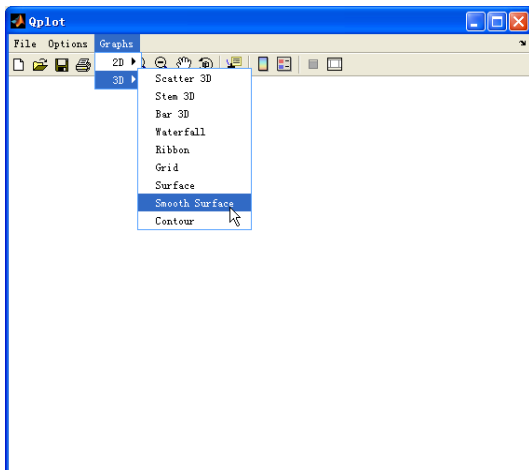 Qplot
File Options Graphs
2D
3D
Scatter 3D
Stem 3D
Bar 3D
Waterfall
Ribbon
Grid
Surface
Smooth Surface
Contour